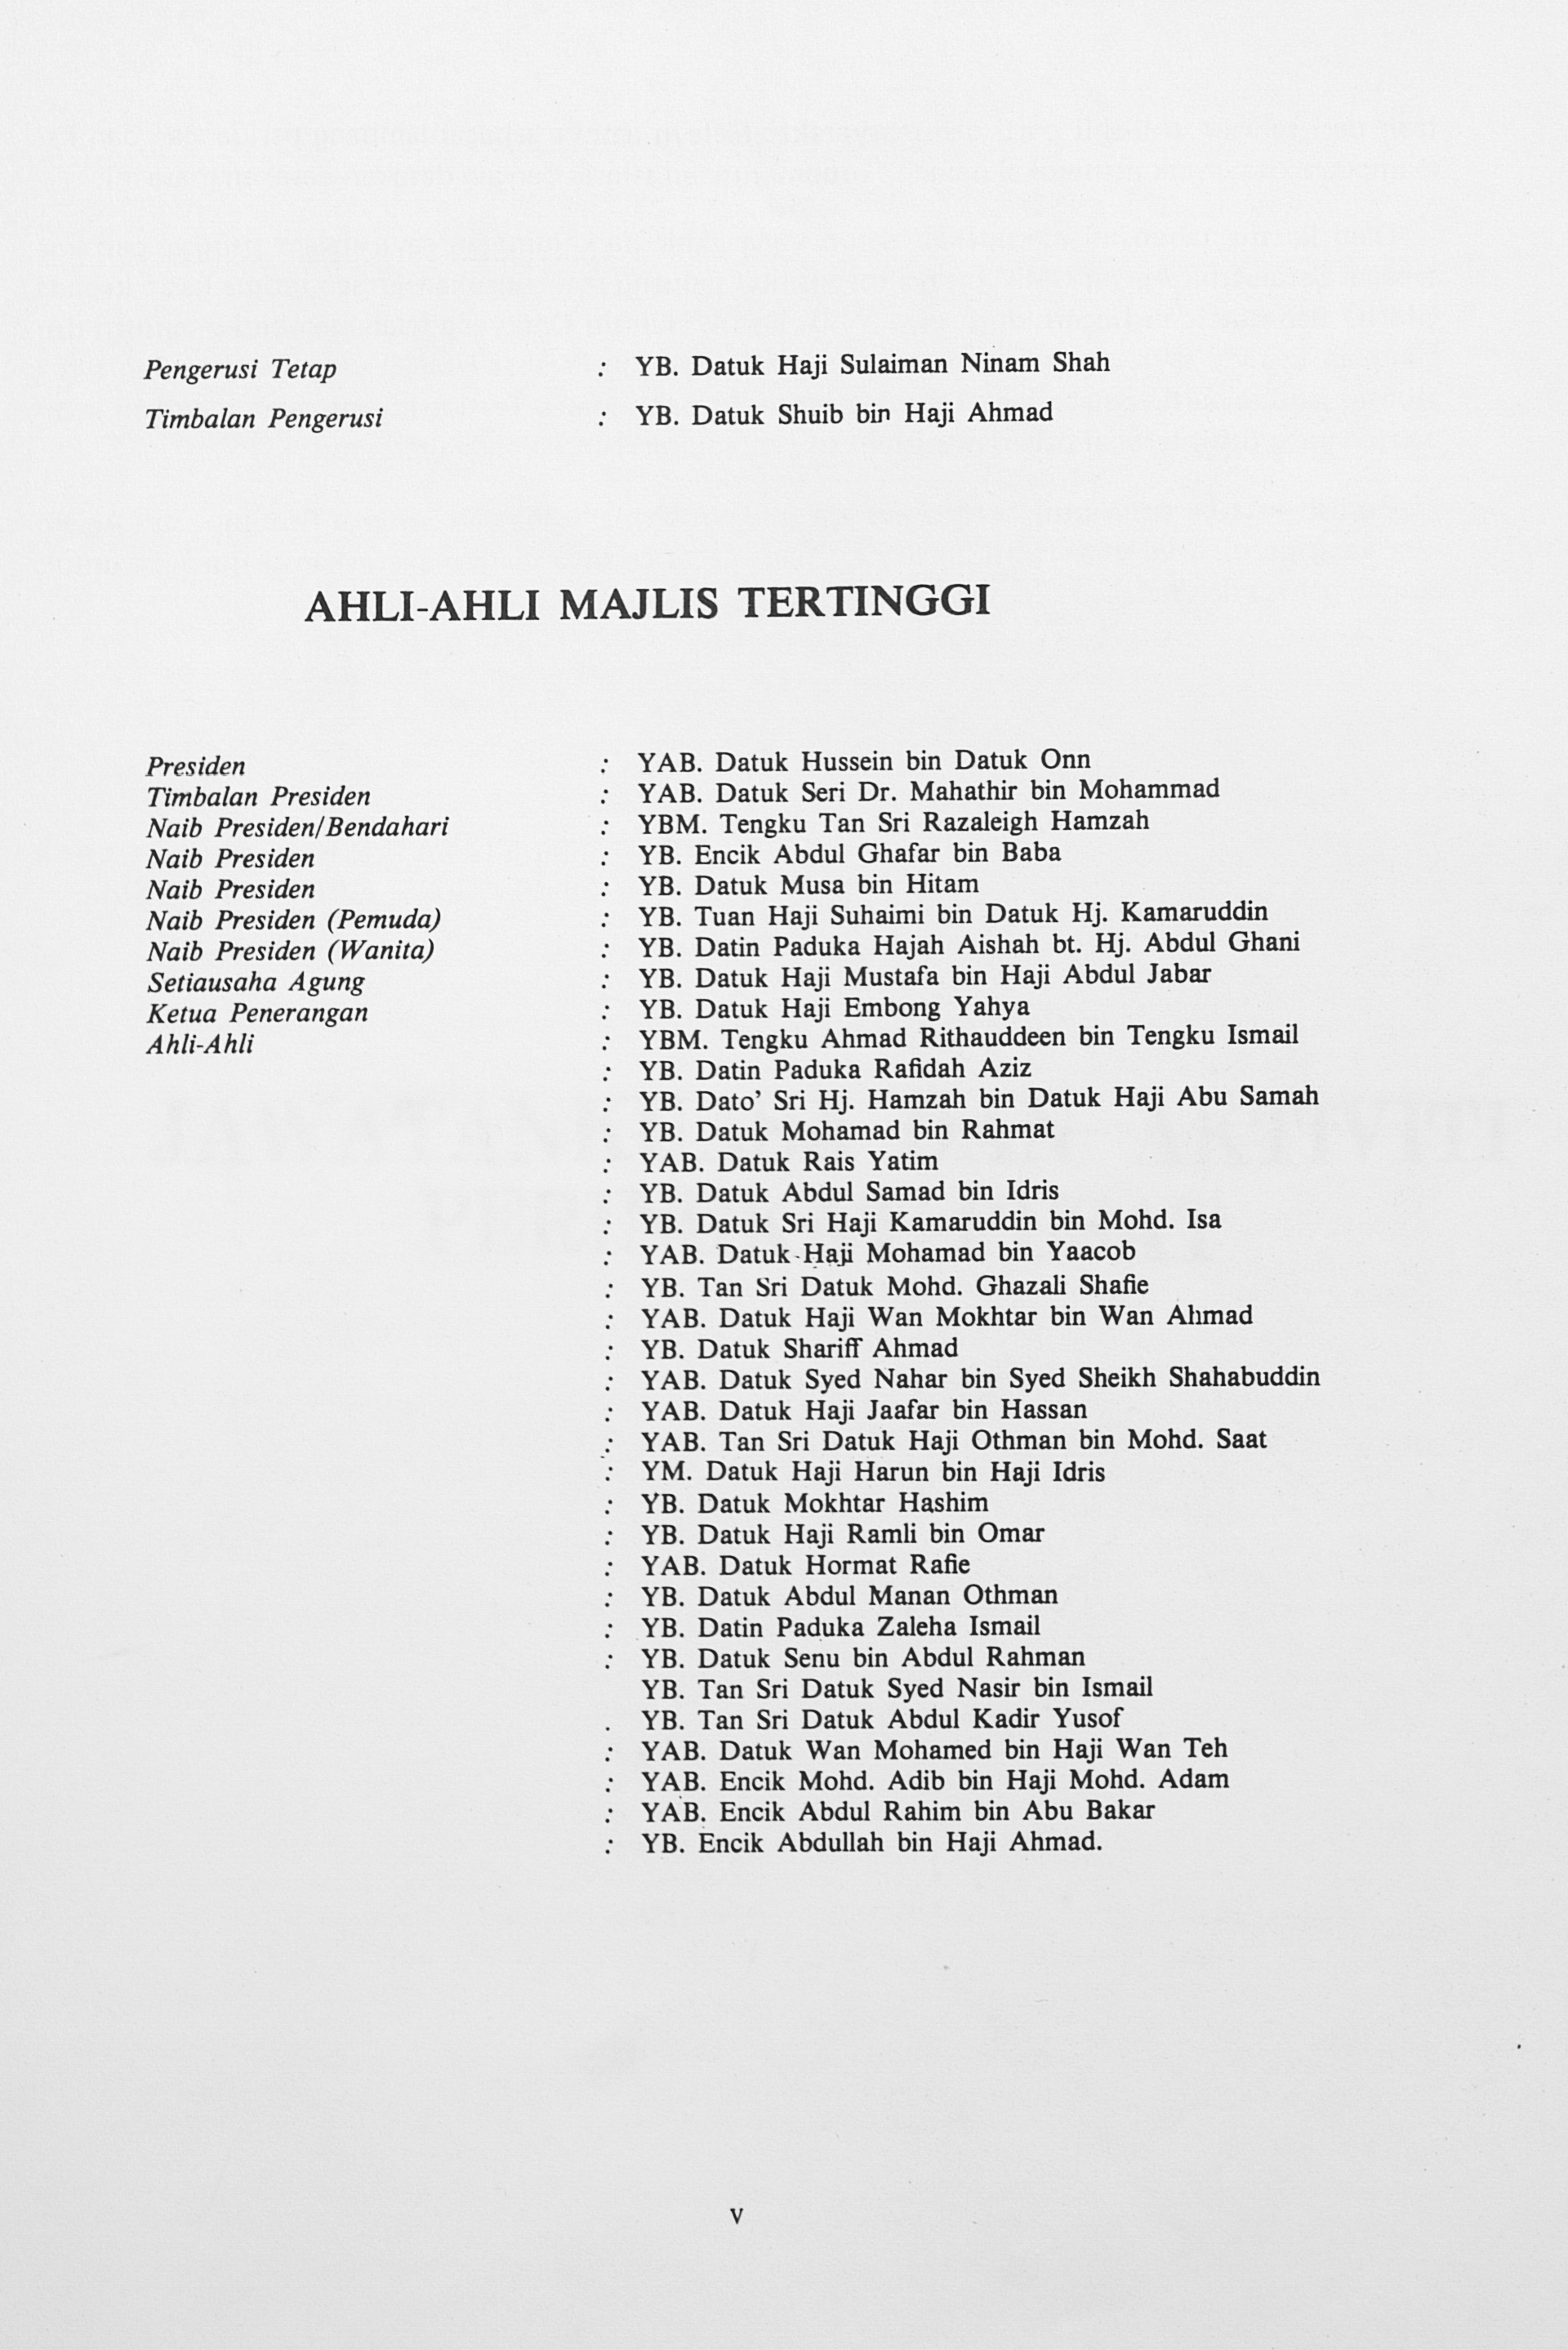 Pengerusi Tetap : YB. Datuk Haji Sulaiman Ninam Shah
Timbalan Pengerusi : YB. Datuk Shuib bin Haji Ahmad
AHLI-AHLI MAJLIS TERTINGGI
Presiden : YAB. Datuk Hussein bin Datuk Onn
Timbalan Presiden : YAB. Datuk Seri Dr. Mahathir bin Mohammad
Naib Presiden/Bendahari : YBM. Tengku Tan Sri Razaleigh Hamzah
Naib Presiden : YB. Encik Abdul Ghafar bin Baba
Naib Presiden : YB. Datuk Musa bin Hitam
Naib Presiden (Pemuda) : YB. Tuan Haji Suhaimi bin Datuk Hj. Kamaruddin
Naib Presiden (Wanita) : YB. Datin Paduka Hajah Aishah bt. Hj. Abdul Ghani
Setiausaha Agung : YB. Datuk Haji Mustafa bin Haji Abdul Jabar
Ketua Penerangan : YB. Datuk Haji Embong Yahya
Ahli-Ahli : YBM. Tengku Ahmad Rithauddeen bin Tengku Ismail
: YB. Datin Paduka Rafidah Aziz
: YB. Dato' Sri Hj. Hamzah bin Datuk Haji Abu Samah
: YB. Datuk Mohamad bin Rahmat
: YAB. Datuk Rais Yatim
: YB. Datuk Abdul Samad bin Idris
: YB. Datuk Sri Haji Kamaruddin bin Mohd. Isa
: YAB. Datuk Haji Mohamad bin Yaacob
: YB. Tan Sri Datuk Mohd. Ghazali Shafie
: YAB. Datuk Haji Wan Mokhtar bin Wan Ahmad
: YB. Datuk Shariff Ahmad
: YAB. Datuk Syed Nahar bin Syed Sheikh Shahabuddin
: YAB. Datuk Haji Jaafar bin Hassan
: YAB. Tan Sri Datuk Haji Othman bin Mohd. Saat
: YM. Datuk Haji Harun bin Haji Idris
: YB. Datuk Mokhtar Hashim
: YB. Datuk Haji Ramli bin Omar
: YAB. Datuk Hormat Rafie
: YB. Datuk Abdul Manan Othman
: YB. Datin Paduka Zaleha Ismail
: YB. Datuk Senu bin Abdul Rahman
YB. Tan Sri Datuk Syed Nasir bin Ismail
. YB. Tan Sri Datuk Abdul Kadir Yusof
: YAB. Datuk Wan Mohamed bin Haji Wan Teh
: YAB. Encik Mohd. Adib bin Haji Mohd. Adam
: YAB. Encik Abdul Rahim bin Abu Bakar
: YB. Encik Abdullah bin Haji Ahmad.
v